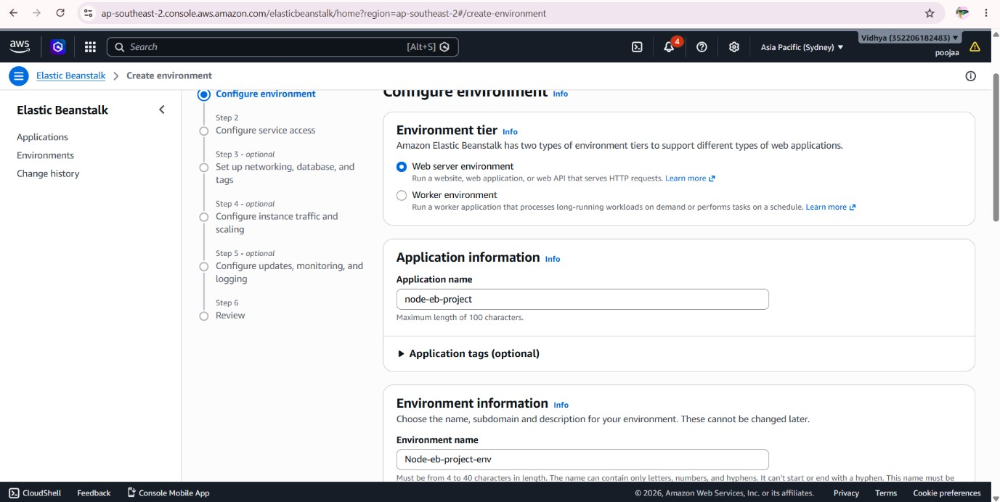 ap-southeast-2.console.aws.amazon.com/elasticbeanstalk/home?region=ap-southeast-2#/create-environment
aws
Search
[Alt+S]
4
Asia Pacific (Sydney) ▼
Vidhya (352206182483) ▼
poojaa
Elastic Beanstalk > Create environment
Elastic Beanstalk
Applications
Environments
Change history
Configure environment
Step 2
Configure service access
Step 3 - optional
Set up networking, database, and
tags
Step 4 - optional
Configure instance traffic and
scaling
Step 5 - optional
Configure updates, monitoring, and
logging
Step 6
Review
Configure environment Info
Environment tier Info
Amazon Elastic Beanstalk has two types of environment tiers to support different types of web applications.
Web server environment
Run a website, web application, or web API that serves HTTP requests. Learn more
Worker environment
Run a worker application that processes long-running workloads on demand or performs tasks on a schedule. Learn more
Application information Info
Application name
node-eb-project
Maximum length of 100 characters.
Application tags (optional)
Environment information Info
Choose the name, subdomain and description for your environment. These cannot be changed later.
Environment name
Node-eb-project-env
Must be from 4 to 40 characters in length. The name can contain only letters, numbers, and hyphens. It can't start or end with a hyphen. This name must be
CloudShell
Feedback
Console Mobile App
© 2026, Amazon Web Services, Inc. or its affiliates.
Privacy
Terms
Cookie preferences